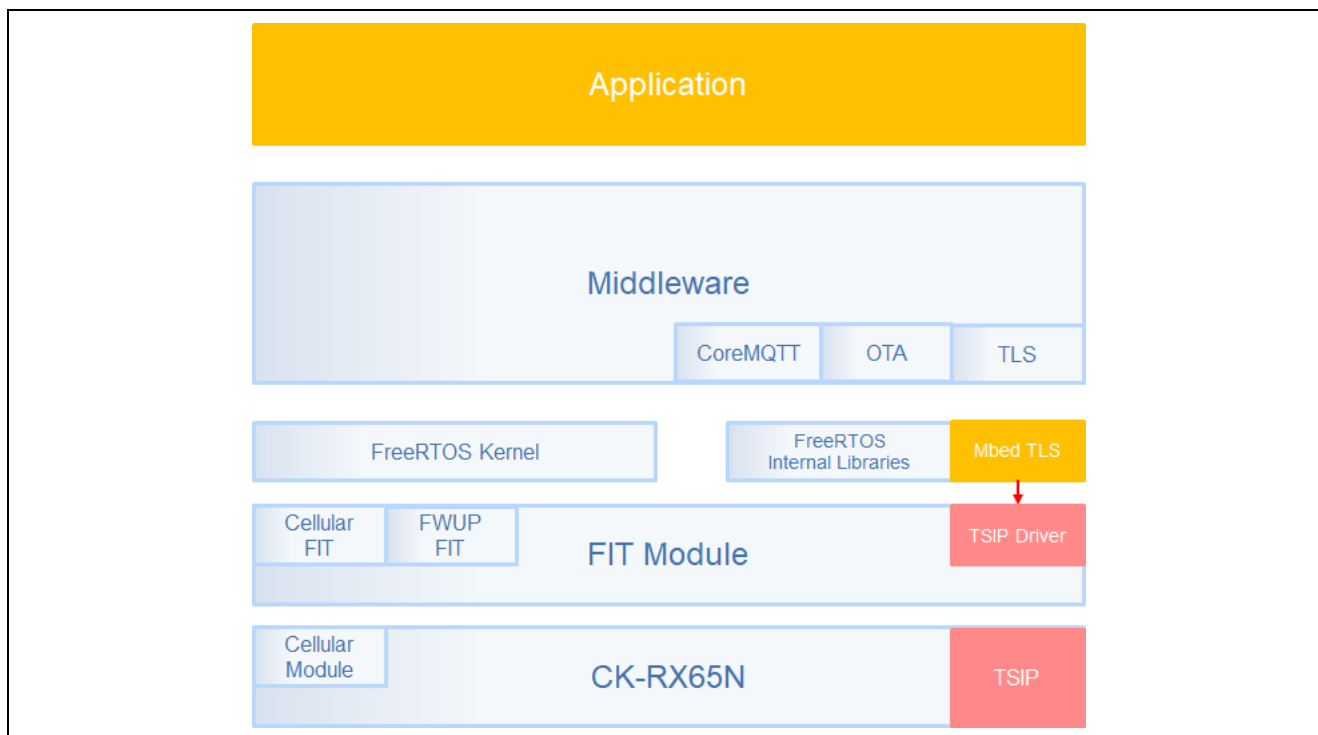 Application
Middleware
CoreMQTT
OTA
TLS
FreeRTOS Kernel
FreeRTOS
Internal Libraries
Mbed TLS
Cellular
FIT
FWUP
FIT
FIT Module
TSIP Driver
Cellular
Module
CK-RX65N
TSIP